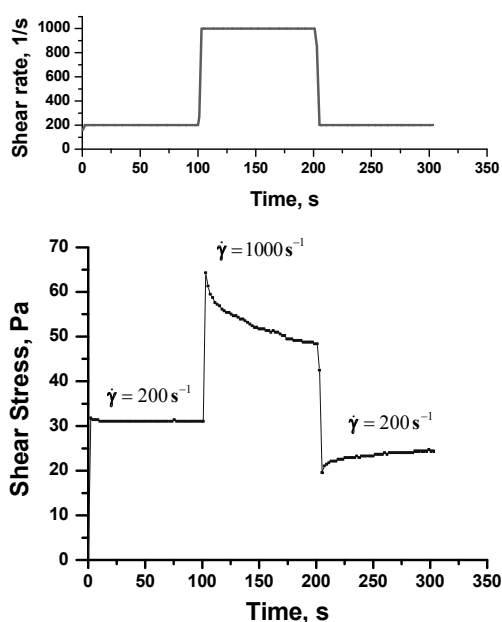 Shear rate, 1/s
1000
800
600
400
200
0
0 50 100 150 200 250 300 350
Time, s
Shear Stress, Pa
70
60
50
40
30
20
10
0
γ̇ = 1000 s⁻¹
γ̇ = 200 s⁻¹
γ̇ = 200 s⁻¹
0 50 100 150 200 250 300 350
Time, s